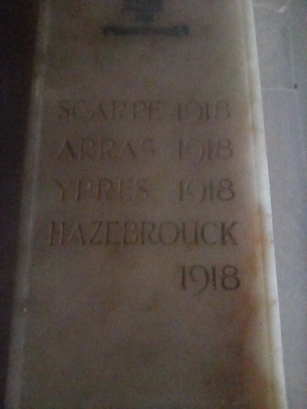 SCARPE 1918
ARRAS 1918
YPRES 1918
HAZEBROUCK
1918